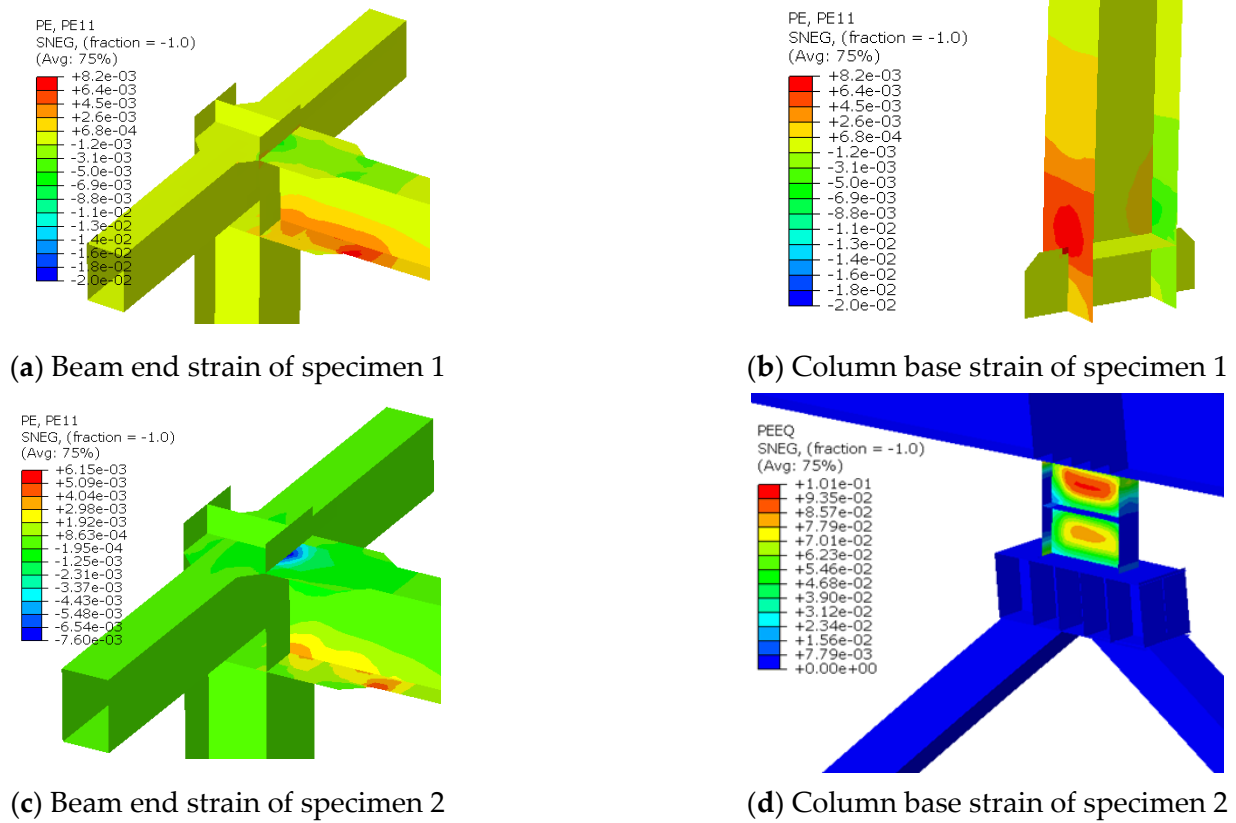 PE, PE11
SNEG, (fraction = -1.0)
(Avg: 75%)
+8.2e-03
+6.4e-03
+4.5e-03
+2.6e-03
+6.8e-04
-1.2e-03
-3.1e-03
-5.0e-03
-6.9e-03
-8.8e-03
-1.1e-02
-1.3e-02
-1.4e-02
-1.6e-02
-1.8e-02
-2.0e-02
(a) Beam end strain of specimen 1
PE, PE11
SNEG, (fraction = -1.0)
(Avg: 75%)
+8.2e-03
+6.4e-03
+4.5e-03
+2.6e-03
+6.8e-04
-1.2e-03
-3.1e-03
-5.0e-03
-6.9e-03
-8.8e-03
-1.1e-02
-1.3e-02
-1.4e-02
-1.6e-02
-1.8e-02
-2.0e-02
(b) Column base strain of specimen 1
PE, PE11
SNEG, (fraction = -1.0)
(Avg: 75%)
+6.15e-03
+5.09e-03
+4.04e-03
+2.98e-03
+1.92e-03
+8.63e-04
-1.95e-04
-1.25e-03
-2.31e-03
-3.37e-03
-4.43e-03
-5.48e-03
-6.54e-03
-7.60e-03
(c) Beam end strain of specimen 2
PEEQ
SNEG, (fraction = -1.0)
(Avg: 75%)
+1.01e-01
+9.35e-02
+8.57e-02
+7.79e-02
+7.01e-02
+6.23e-02
+5.46e-02
+4.68e-02
+3.90e-02
+3.12e-02
+2.34e-02
+1.56e-02
+7.79e-03
+0.00e+00
(d) Column base strain of specimen 2